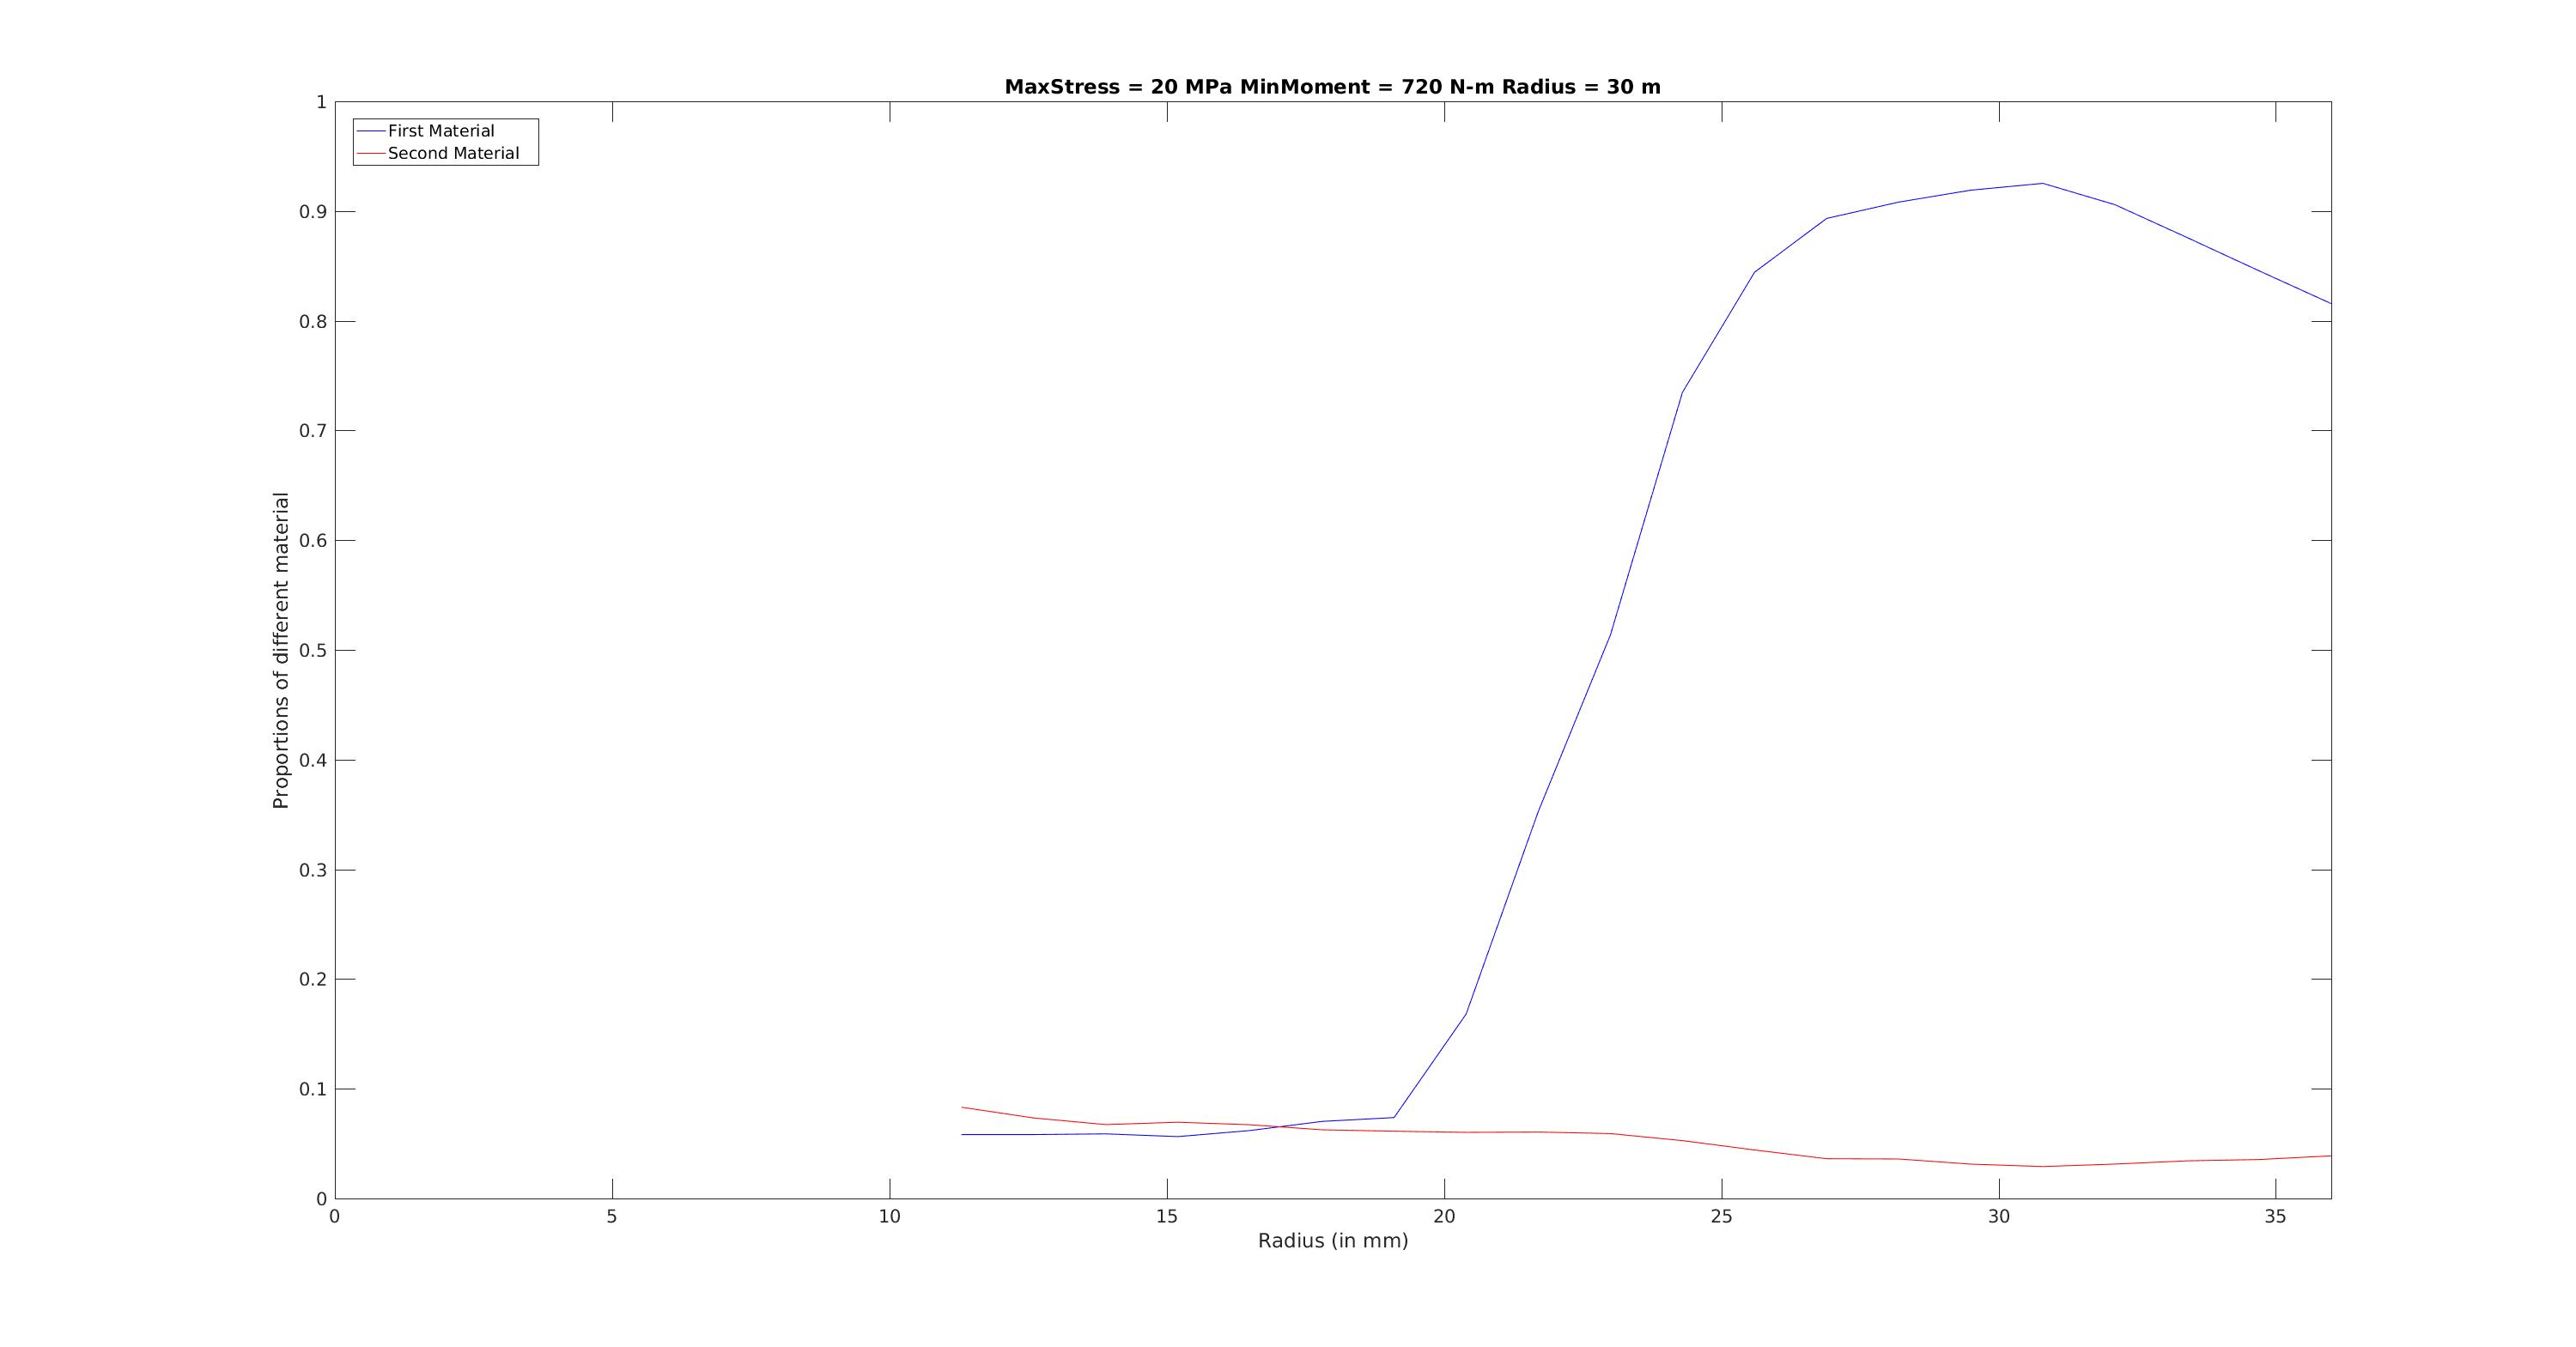 MaxStress = 20 MPa MinMoment = 720 N-m Radius = 30 m
First Material
Second Material
Proportions of different material
1
0.9
0.8
0.7
0.6
0.5
0.4
0.3
0.2
0.1
0
0 5 10 15 20 25 30 35
Radius (in mm)